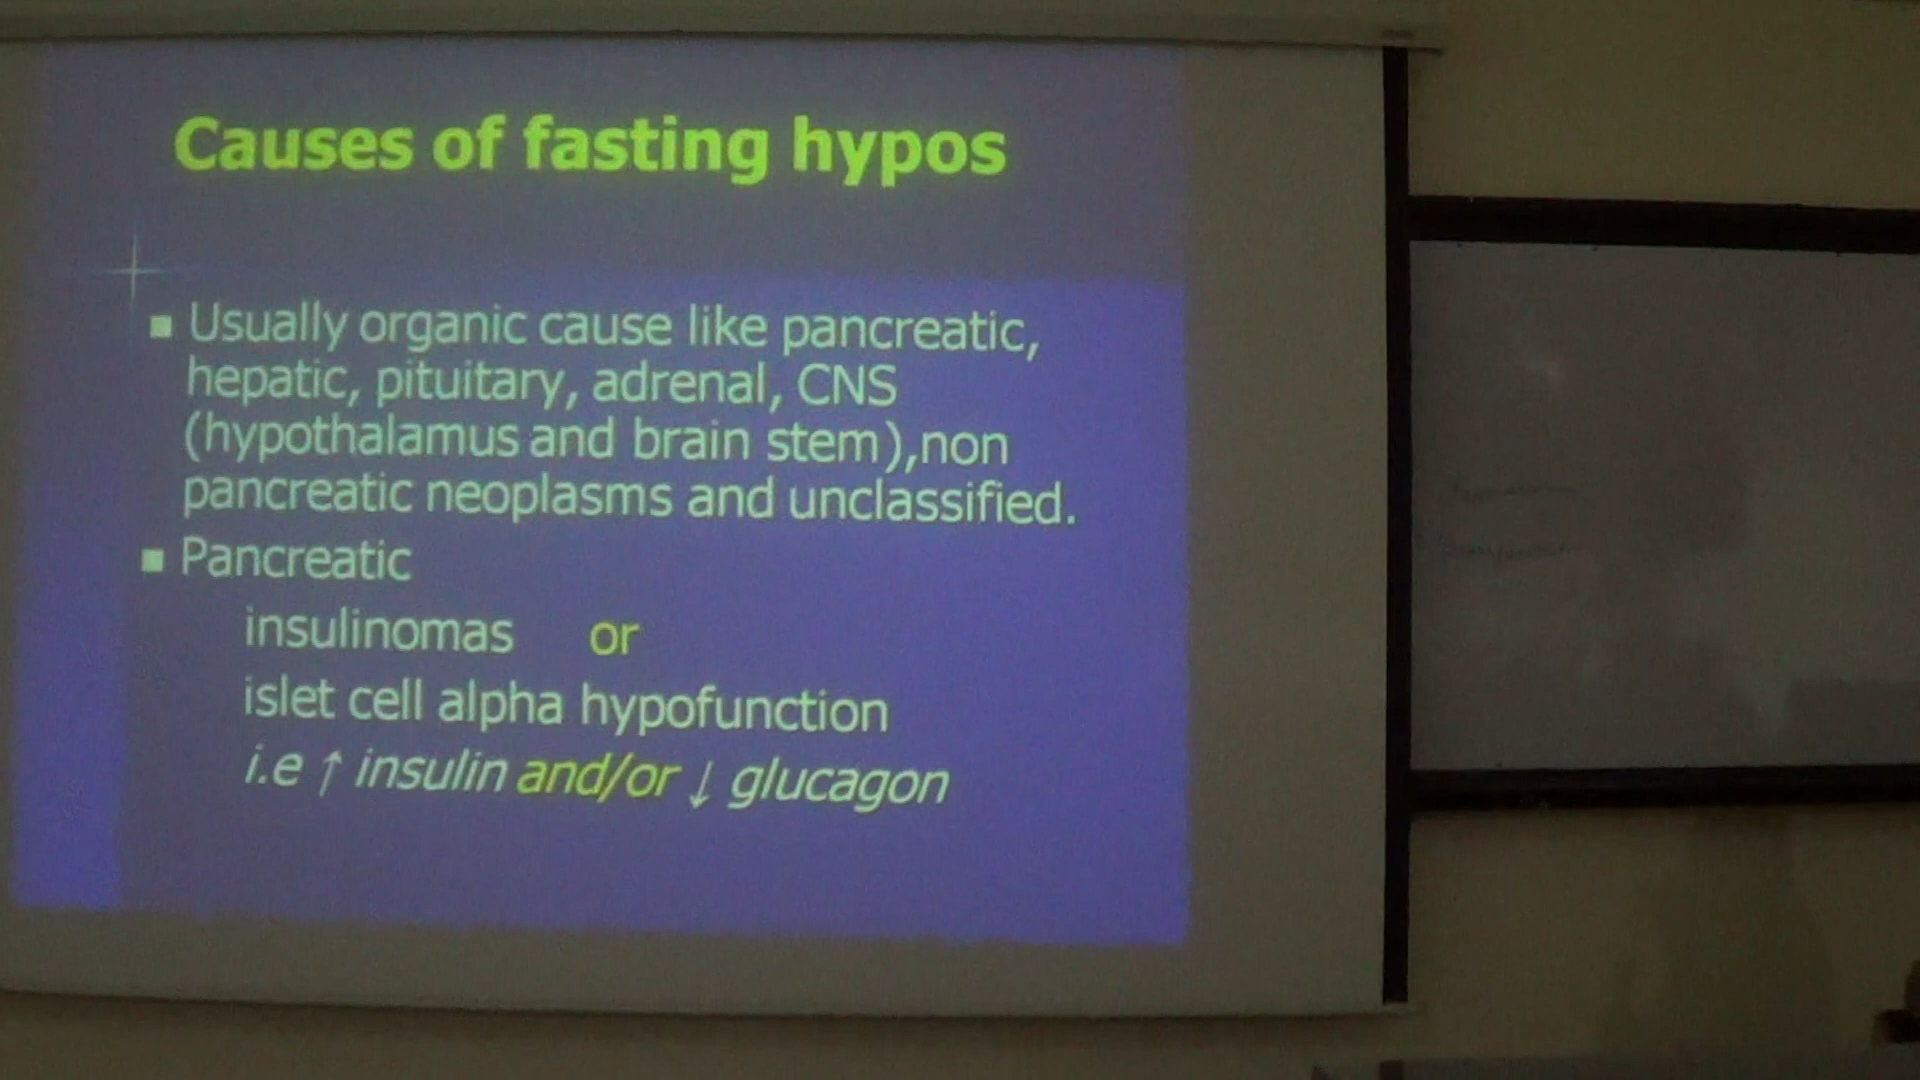 Causes of fasting hypos
Usually organic cause like pancreatic,
hepatic, pituitary, adrenal, CNS
(hypothalamus and brain stem),non
pancreatic neoplasms and unclassified.
Pancreatic
insulinomas or
islet cell alpha hypofunction
i.e ↑ insulin and/or ↓ glucagon